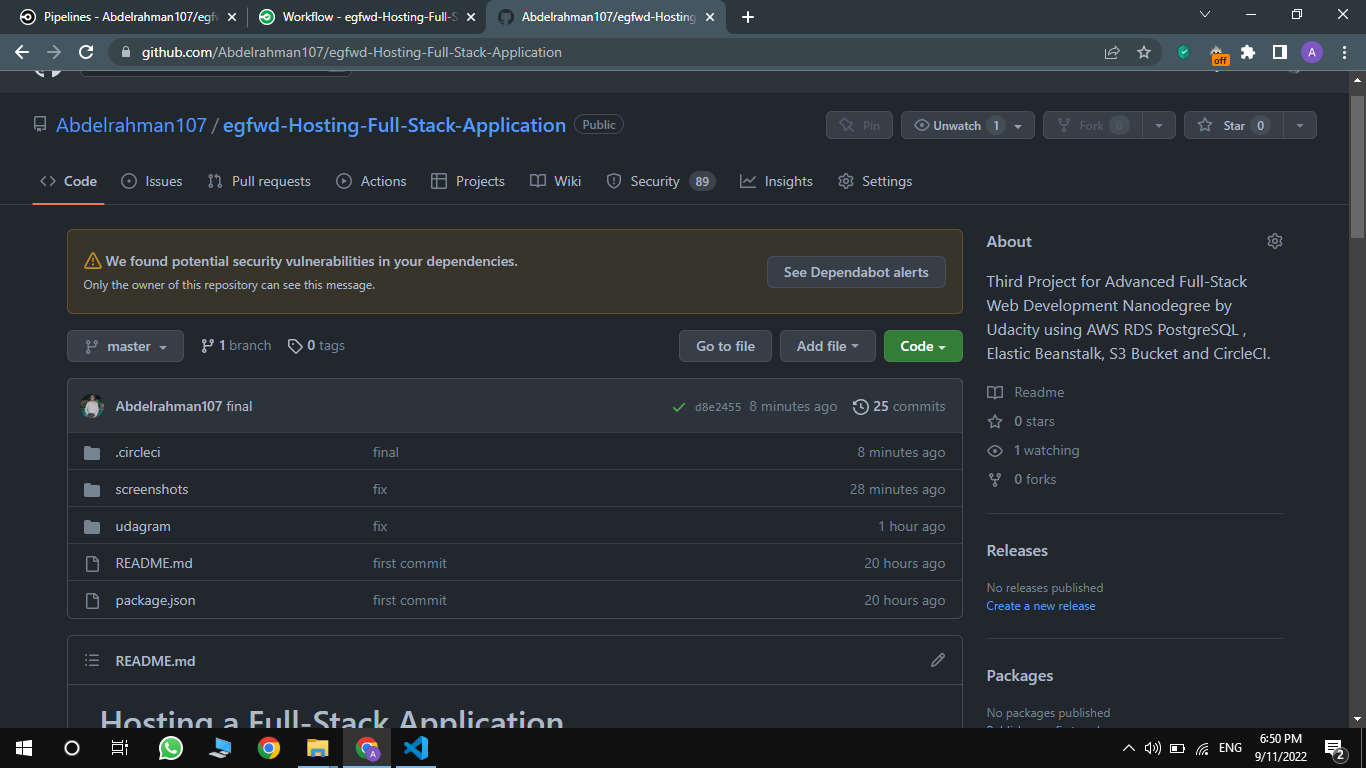 Pipelines - Abdelrahman107/egf
Workflow - egfwd-Hosting-Full-S
Abdelrahman107/egfwd-Hosting
github.com/Abdelrahman107/egfwd-Hosting-Full-Stack-Application
off
A
Abdelrahman107 / egfwd-Hosting-Full-Stack-Application Public
Pin
Unwatch 1
Fork 0
Star 0
Code
Issues
Pull requests
Actions
Projects
Wiki
Security 89
Insights
Settings
We found potential security vulnerabilities in your dependencies.
Only the owner of this repository can see this message.
See Dependabot alerts
master
1 branch
0 tags
Go to file
Add file
Code
Abdelrahman107 final d8e2455 8 minutes ago 25 commits
.circleci final 8 minutes ago
screenshots fix 28 minutes ago
udagram fix 1 hour ago
README.md first commit 20 hours ago
package.json first commit 20 hours ago
README.md
Hosting a Full-Stack Application
About
Third Project for Advanced Full-Stack
Web Development Nanodegree by
Udacity using AWS RDS PostgreSQL ,
Elastic Beanstalk, S3 Bucket and CircleCI.
Readme
0 stars
1 watching
0 forks
Releases
No releases published
Create a new release
Packages
No packages published
A
ENG
6:50 PM
9/11/2022
2